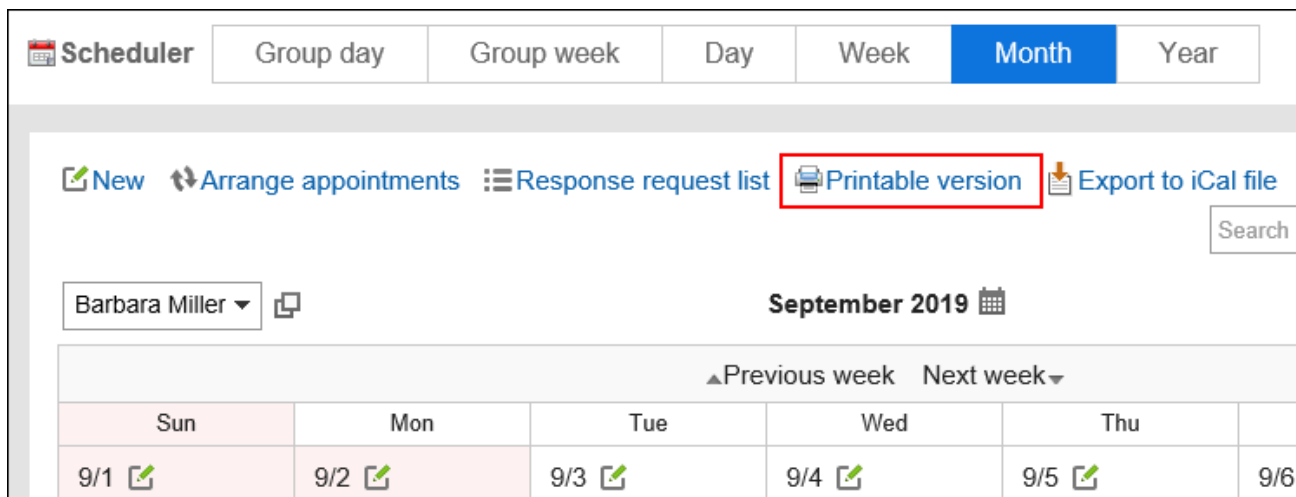 Scheduler Group day Group week Day Week Month Year
New Arrange appointments Response request list Printable version Export to iCal file
Search
Barbara Miller September 2019
Previous week Next week
Sun Mon Tue Wed Thu
9/1 9/2 9/3 9/4 9/5 9/6